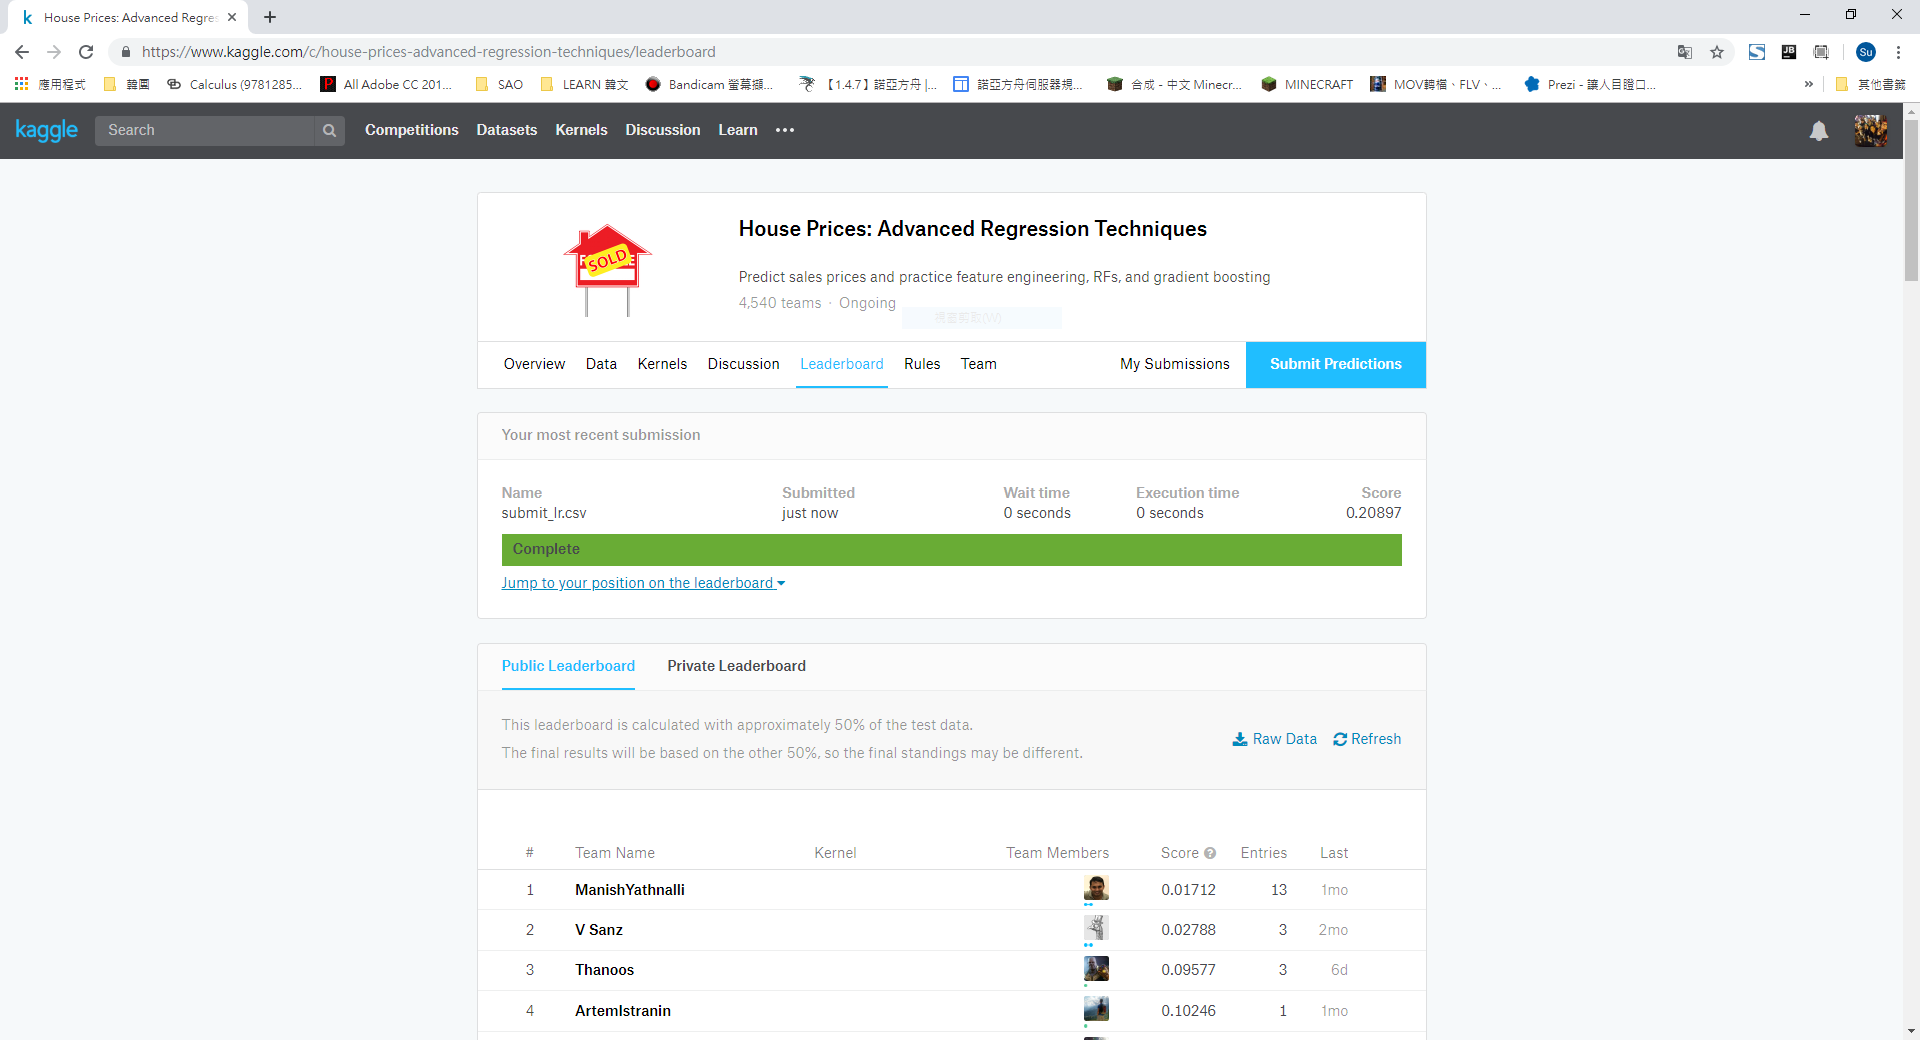 House Prices: Advanced Regres
https://www.kaggle.com/c/house-prices-advanced-regression-techniques/leaderboard
Su
應用程式 韓圖 Calculus (9781285... All Adobe CC 201... SAO LEARN 韓文 Bandicam 螢幕擷... 【1.4.7】諾亞方舟 |... 諾亞方舟伺服器規... 合成 - 中文 Minecr... MINECRAFT MOV轉檔、FLV、... Prezi - 讓人目瞪口... » 其他書籤
kaggle Search Competitions Datasets Kernels Discussion Learn
House Prices: Advanced Regression Techniques
SOLD
Predict sales prices and practice feature engineering, RFs, and gradient boosting
4,540 teams · Ongoing
Overview Data Kernels Discussion Leaderboard Rules Team My Submissions Submit Predictions
Your most recent submission
Name Submitted Wait time Execution time Score
submit_lr.csv just now 0 seconds 0 seconds 0.20897
Complete
Jump to your position on the leaderboard
Public Leaderboard Private Leaderboard
This leaderboard is calculated with approximately 50% of the test data.
The final results will be based on the other 50%, so the final standings may be different.
Raw Data Refresh
# Team Name Kernel Team Members Score Entries Last
1 ManishYathnalli 0.01712 13 1mo
2 V Sanz 0.02788 3 2mo
3 Thanoos 0.09577 3 6d
4 ArtemIstranin 0.10246 1 1mo